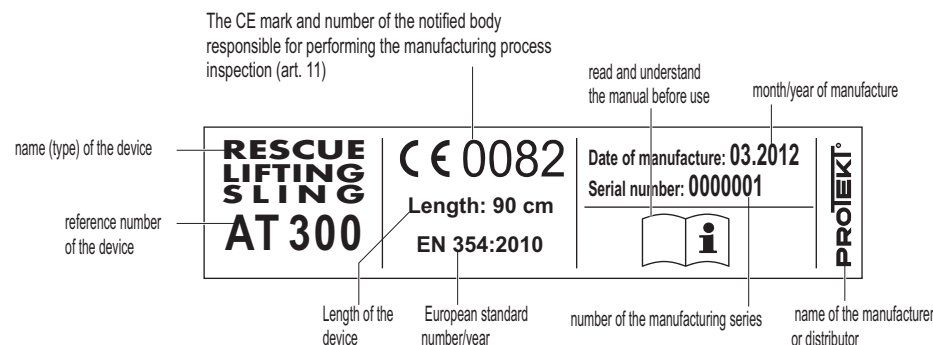 The CE mark and number of the notified body
responsible for performing the manufacturing process
inspection (art. 11)
read and understand
the manual before use
month/year of manufacture
name (type) of the device
reference number
of the device
RESCUE
LIFTING
SLING
AT 300
CE 0082
Length: 90 cm
EN 354:2010
Date of manufacture: 03.2012
Serial number: 0000001
i
PROTEKT
Length of the
device
European standard
number/year
number of the manufacturing series
name of the manufacturer
or distributor